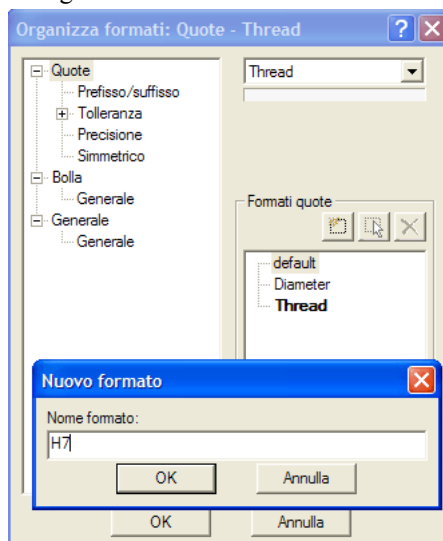 Organizza formati: Quote - Thread
Quote
Prefisso/suffisso
Tolleranza
Precisione
Simmetrico
Bolla
Generale
Generale
Generale
Thread
Formati quote
default
Diameter
Thread
Nuovo formato
Nome formato:
H7
OK
Annulla
OK
Annulla